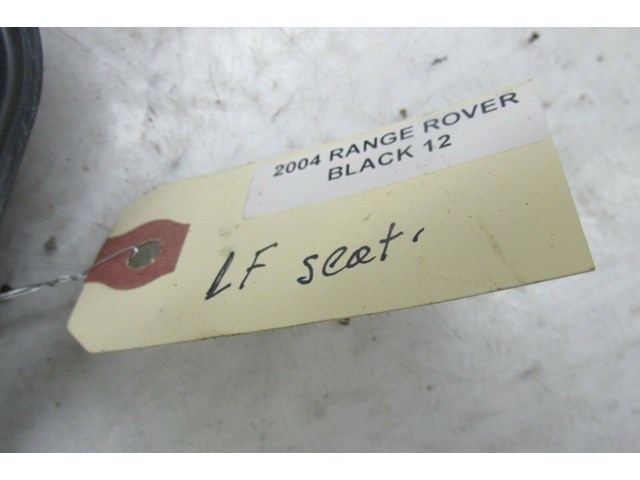 2004 RANGE ROVER
BLACK 12
LF seat.